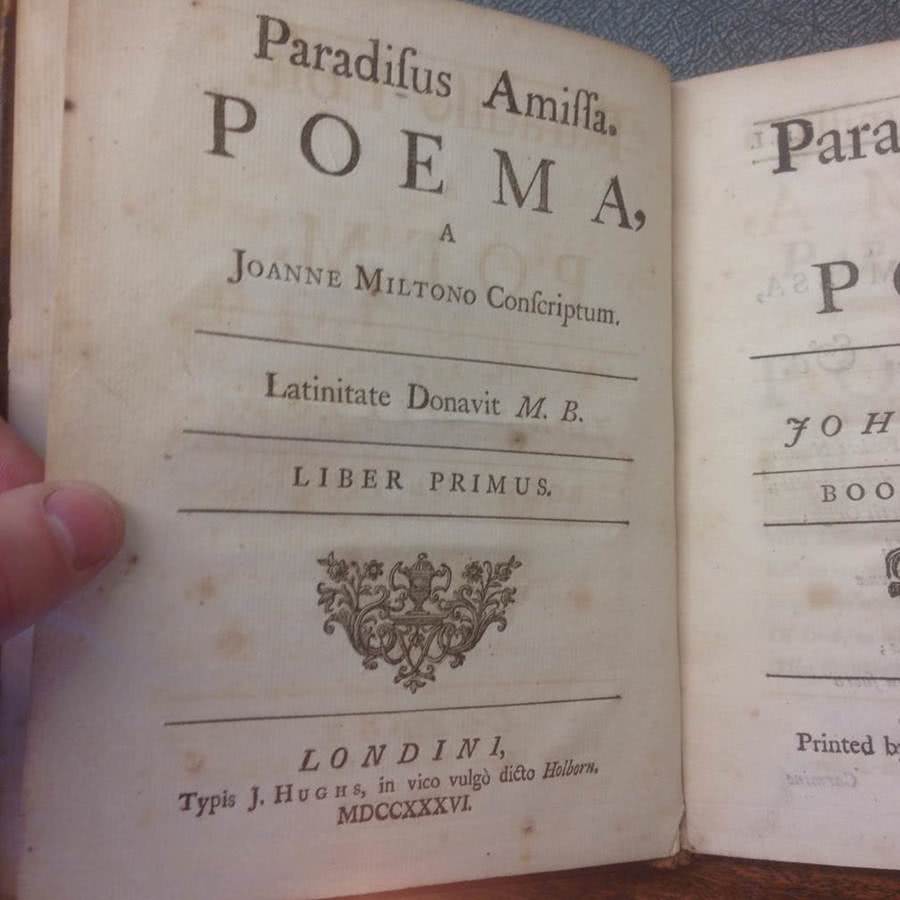 Paradiſus Amiſſa.
POEMA,
A
JOANNE MILTONO Conſcriptum.
Latinitate Donavit M. B.
LIBER PRIMUS.
LONDINI,
Typis J. HUGHS, in vico vulgò dicto Holborn.
MDCCXXXVI.
Para
PO
JOH
BOO
Printed b